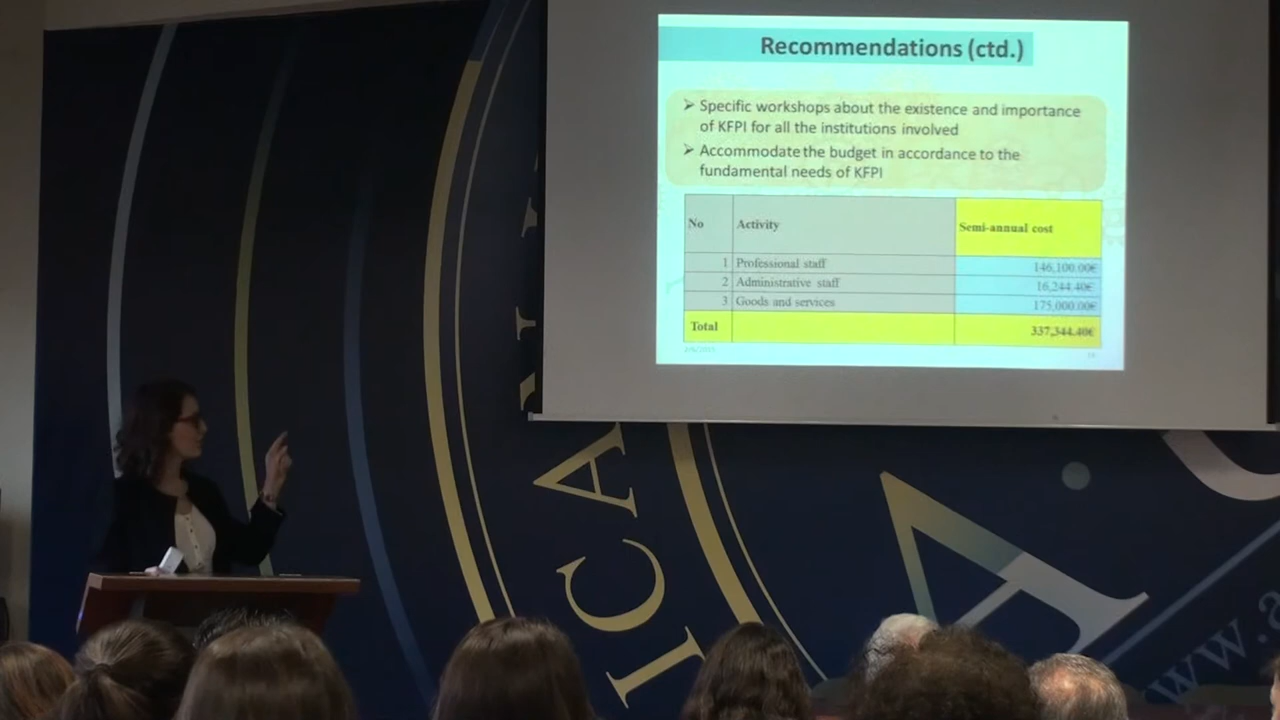 Recommendations (ctd.)
➢ Specific workshops about the existence and importance
of KFPI for all the institutions involved
➢ Accommodate the budget in accordance to the
fundamental needs of KFPI
No Activity Semi-annual cost
1 Professional staff 146,100.00€
2 Administrative staff 16,244.40€
3 Goods and services 175,000.00€
Total 337,344.40€
ICA
A
www.a